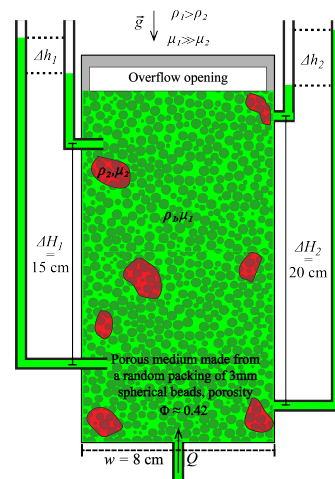 g⃗ ρ₁>ρ₂
μ₁≫μ₂
Δh₁
Δh₂
Overflow opening
ρ₂,μ₂
ρ₁,μ₁
ΔH₁
=
15 cm
ΔH₂
=
20 cm
Porous medium made from
a random packing of 3mm
spherical beads, porosity
Φ ≈ 0.42
w = 8 cm Q